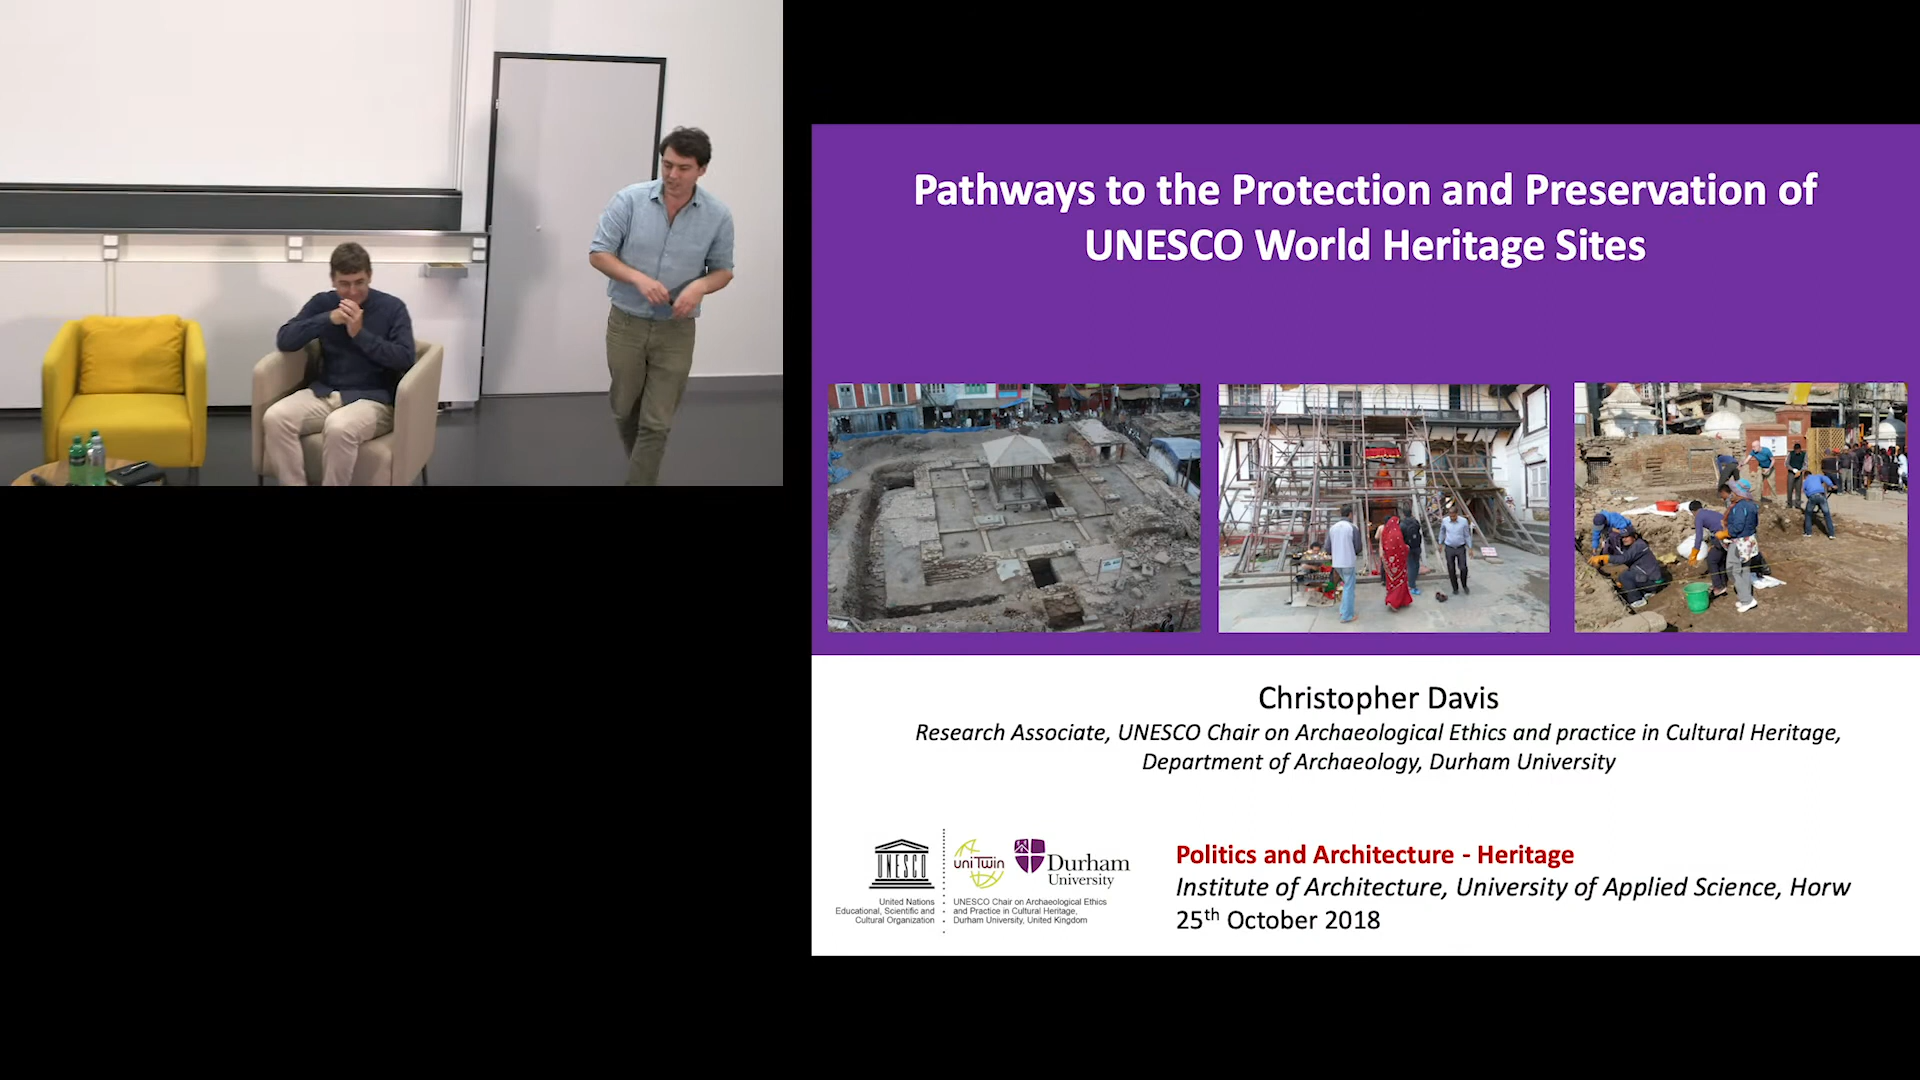 Pathways to the Protection and Preservation of
UNESCO World Heritage Sites
Christopher Davis
Research Associate, UNESCO Chair on Archaeological Ethics and practice in Cultural Heritage,
Department of Archaeology, Durham University
UNESCO
United Nations
Educational, Scientific and
Cultural Organization
uniTwin
Durham
University
UNESCO Chair on Archaeological Ethics
and Practice in Cultural Heritage,
Durham University, United Kingdom
Politics and Architecture - Heritage
Institute of Architecture, University of Applied Science, Horw
25th October 2018